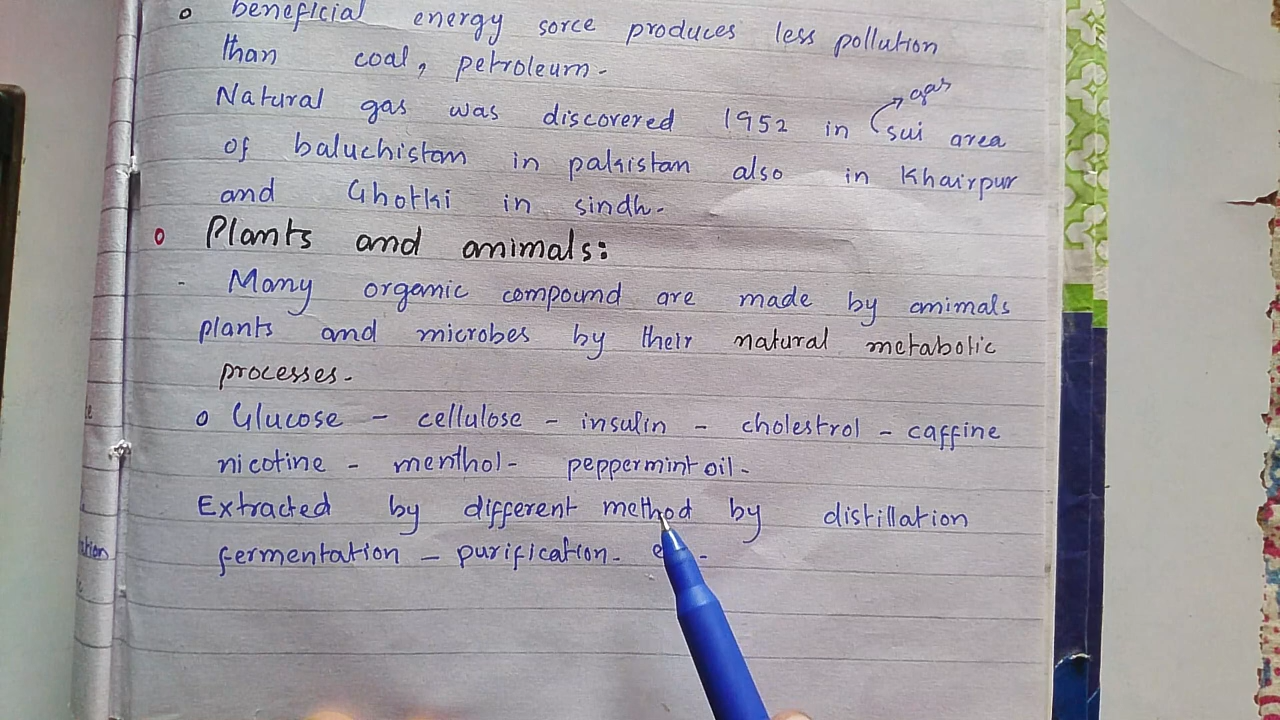 o beneficial energy sorce produces less pollution
than coal, petroleum.
gas
Natural gas was discovered 1952 in sui area
of baluchistan in pakistan also in Khairpur
and Ghotki in sindh.
o Plants and animals:
- Many organic compound are made by animals
plants and microbes by their natural metabolic
processes.
o Glucose - cellulose - insulin - cholestrol - caffine
nicotine - menthol - peppermint oil -
Extracted by different method by distillation
fermentation - purification.